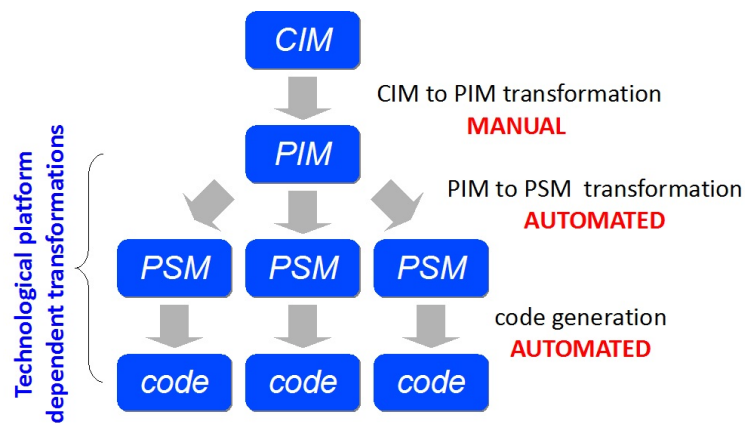 CIM
CIM to PIM transformation
MANUAL
PIM
PIM to PSM transformation
AUTOMATED
PSM PSM PSM
code generation
AUTOMATED
code code code
Technological platform
dependent transformations